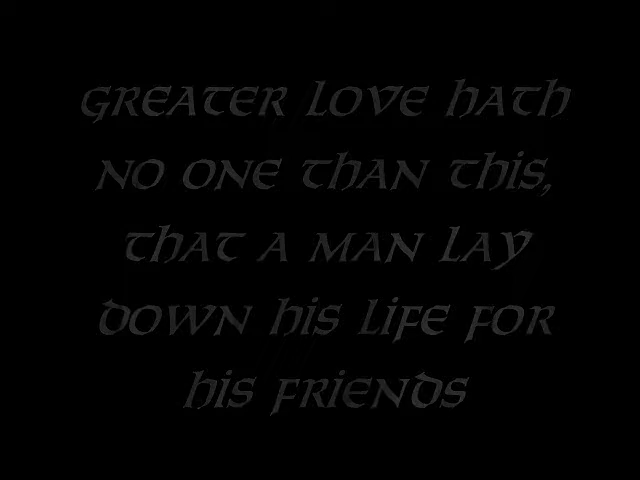 GREATER LOVE HATH
NO ONE THAN THIS,
THAT A MAN LAY
DOWN HIS LIFE FOR
HIS FRIENDS